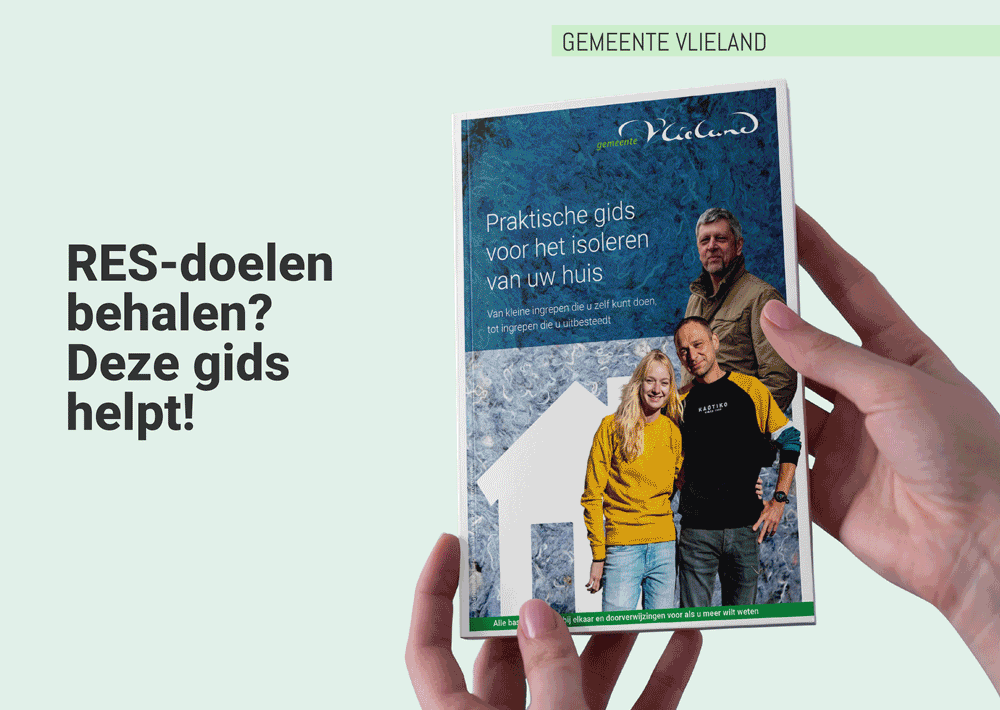 GEMEENTE VLIELAND
gemeente Vlieland
Praktische gids
voor het isoleren
van uw huis
Van kleine ingrepen die u zelf kunt doen,
tot ingrepen die u uitbesteedt
RES-doelen
behalen?
Deze gids
helpt!
KAOTIKO
Alle bij elkaar en doorverwijzingen voor als u meer wilt weten